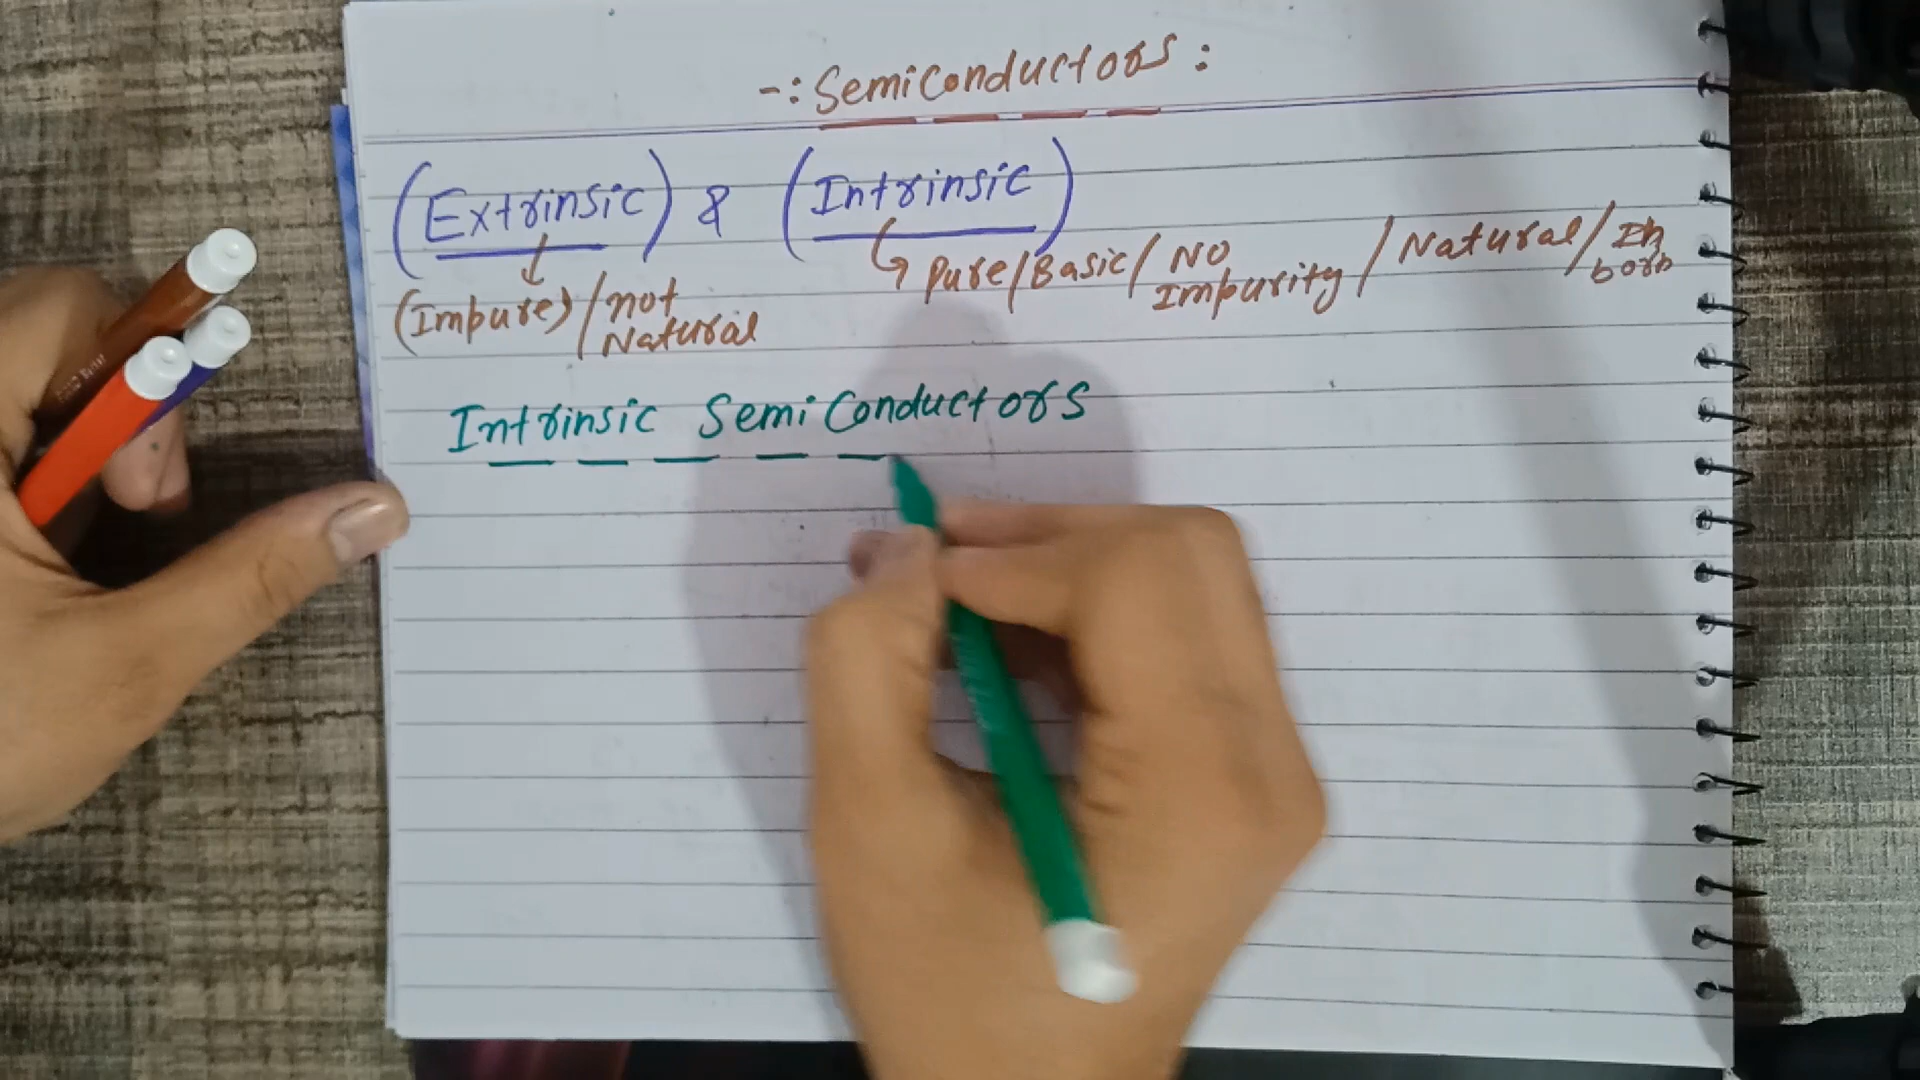 -: Semiconductors :
(Extrinsic) & (Intrinsic)
(Impure) / not Natural
Pure / Basic / NO Impurity / Natural / In born
Intrinsic Semiconductors